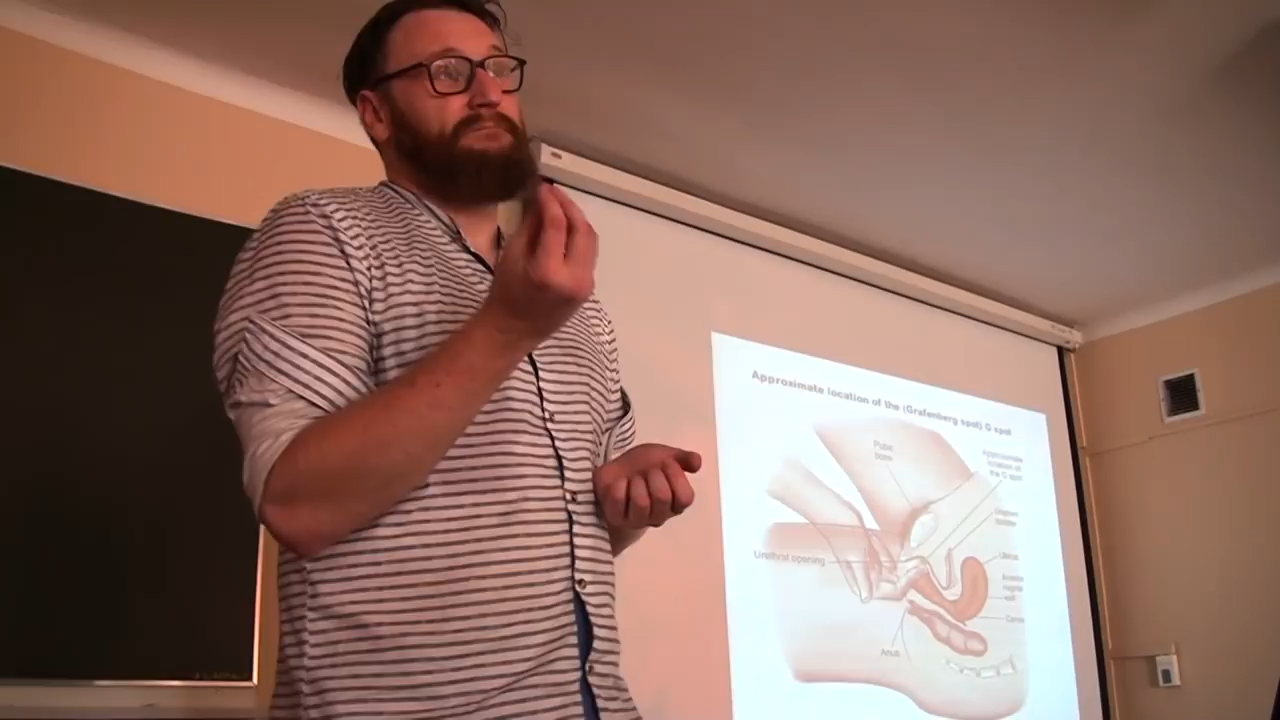 Approximate location of the (Grafenberg spot) G spot
Pubic
bone
Approximate
location of
the G spot
Urinary
bladder
Urethral opening
Uterus
Anterior
vaginal
wall
Cervix
Anus